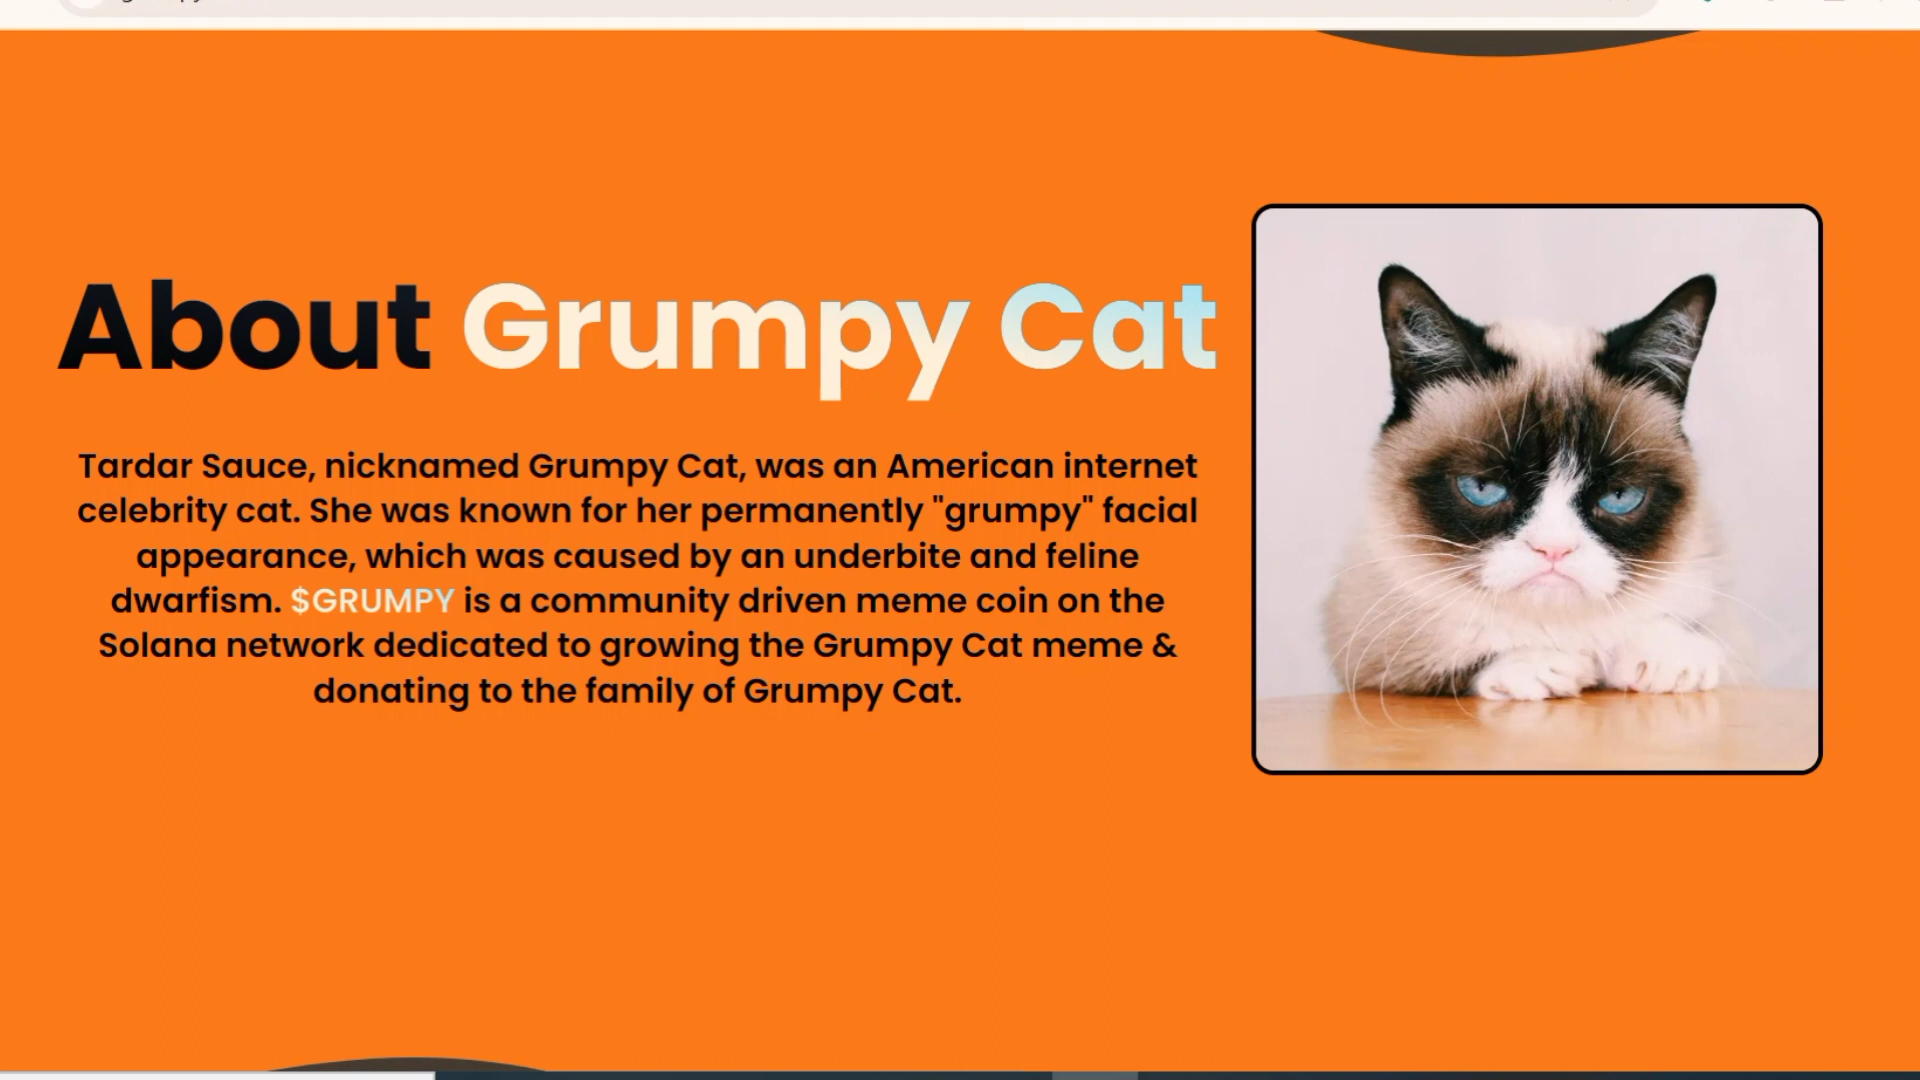 About Grumpy Cat
Tardar Sauce, nicknamed Grumpy Cat, was an American internet
celebrity cat. She was known for her permanently "grumpy" facial
appearance, which was caused by an underbite and feline
dwarfism. $GRUMPY is a community driven meme coin on the
Solana network dedicated to growing the Grumpy Cat meme &
donating to the family of Grumpy Cat.